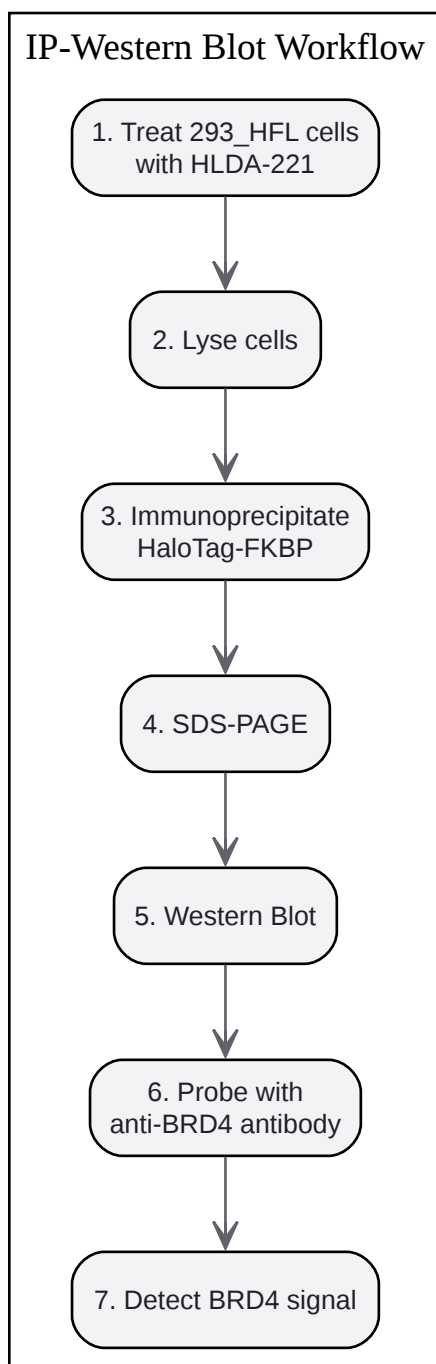 IP-Western Blot Workflow
1. Treat 293_HFL cells
with HLDA-221
2. Lyse cells
3. Immunoprecipitate
HaloTag-FKBP
4. SDS-PAGE
5. Western Blot
6. Probe with
anti-BRD4 antibody
7. Detect BRD4 signal